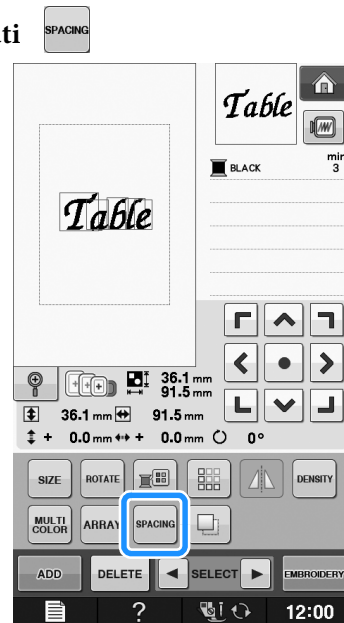 ti SPACING
Table
Table
BLACK min 3
36.1 mm
91.5 mm
36.1 mm 91.5 mm
+ 0.0 mm + 0.0 mm 0°
SIZE ROTATE DENSITY
MULTI COLOR ARRAY SPACING
ADD DELETE SELECT EMBROIDERY
? 12:00